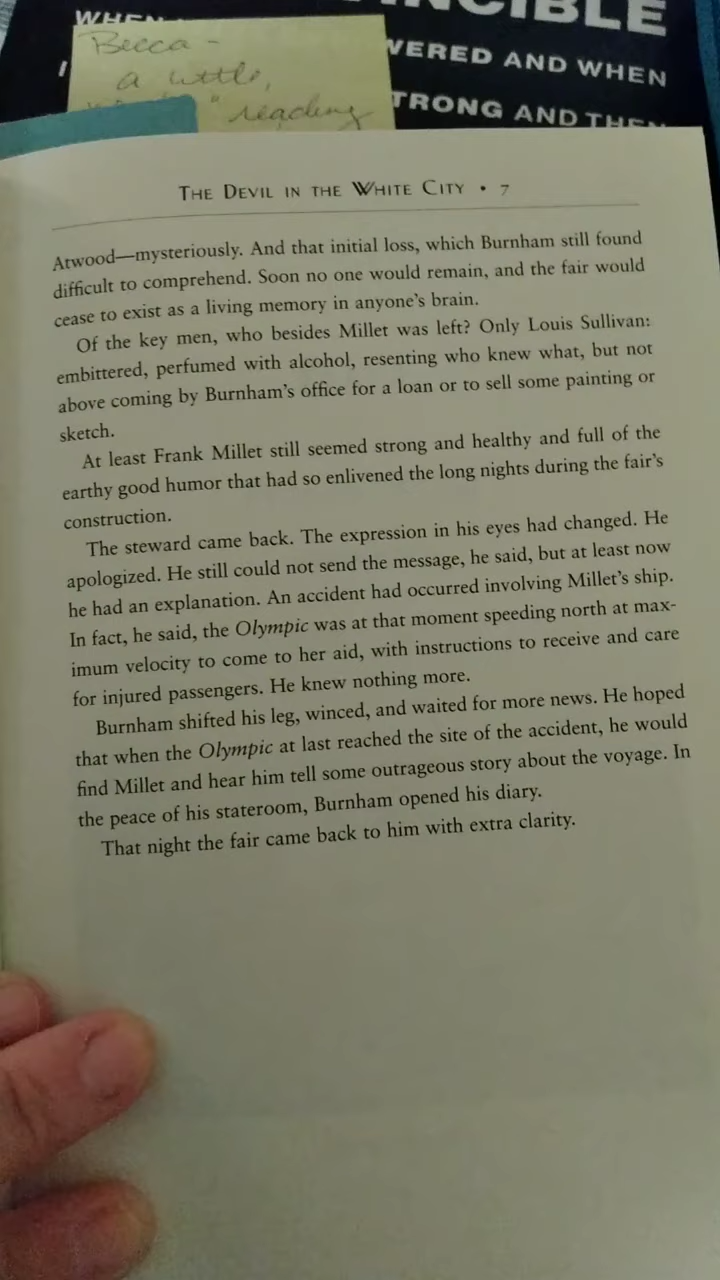 WHEN
INCIBLE
Becca -
WERED AND WHEN
a little,
" reading
TRONG AND THEN
THE DEVIL IN THE WHITE CITY • 7
Atwood—mysteriously. And that initial loss, which Burnham still found
difficult to comprehend. Soon no one would remain, and the fair would
cease to exist as a living memory in anyone's brain.
Of the key men, who besides Millet was left? Only Louis Sullivan:
embittered, perfumed with alcohol, resenting who knew what, but not
above coming by Burnham's office for a loan or to sell some painting or
sketch.
At least Frank Millet still seemed strong and healthy and full of the
earthy good humor that had so enlivened the long nights during the fair's
construction.
The steward came back. The expression in his eyes had changed. He
apologized. He still could not send the message, he said, but at least now
he had an explanation. An accident had occurred involving Millet's ship.
In fact, he said, the Olympic was at that moment speeding north at max-
imum velocity to come to her aid, with instructions to receive and care
for injured passengers. He knew nothing more.
Burnham shifted his leg, winced, and waited for more news. He hoped
that when the Olympic at last reached the site of the accident, he would
find Millet and hear him tell some outrageous story about the voyage. In
the peace of his stateroom, Burnham opened his diary.
That night the fair came back to him with extra clarity.